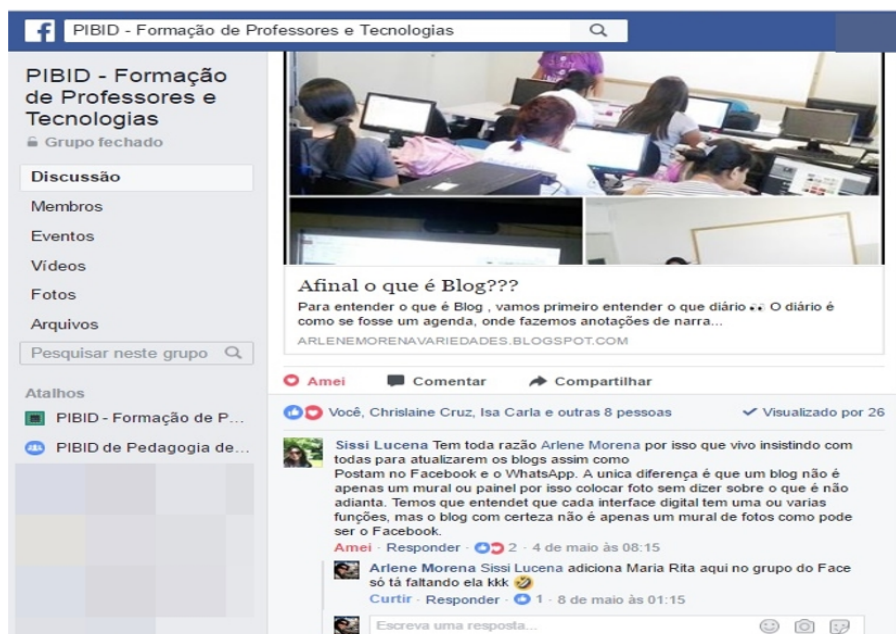 PIBID - Formação de Professores e Tecnologias
PIBID - Formação
de Professores e
Tecnologias
Grupo fechado
Discussão
Membros
Eventos
Vídeos
Fotos
Arquivos
Pesquisar neste grupo
Atalhos
PIBID - Formação de P...
PIBID de Pedagogia de...
Afinal o que é Blog???
Para entender o que é Blog , vamos primeiro entender o que diário 👀 O diário é
como se fosse um agenda, onde fazemos anotações de narra...
ARLENEMORENAVARIEDADES.BLOGSPOT.COM
Amei Comentar Compartilhar
Você, Chrislaine Cruz, Isa Carla e outras 8 pessoas Visualizado por 26
Sissi Lucena Tem toda razão Arlene Morena por isso que vivo insistindo com
todas para atualizarem os blogs assim como
Postam no Facebook e o WhatsApp. A unica diferença é que um blog não é
apenas um mural ou painel por isso colocar foto sem dizer sobre o que é não
adianta. Temos que entendet que cada interface digital tem uma ou varias
funções, mas o blog com certeza não é apenas um mural de fotos como pode
ser o Facebook.
Amei · Responder · 2 · 4 de maio às 08:15
Arlene Morena Sissi Lucena adiciona Maria Rita aqui no grupo do Face
só tá faltando ela kkk 🤣
Curtir · Responder · 1 · 8 de maio às 01:15
Escreva uma resposta...